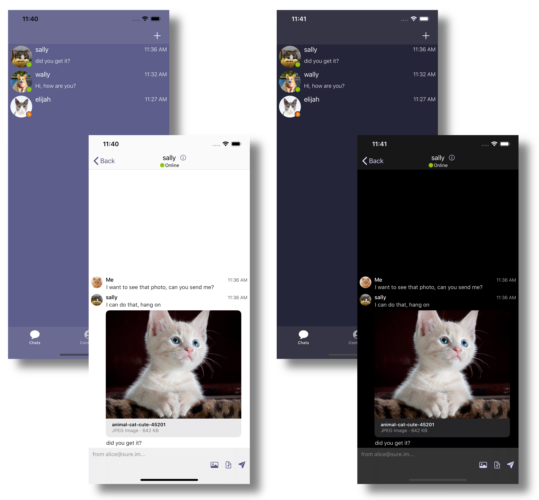 11:40
sally
11:36 AM
did you get it?
wally
11:32 AM
Hi, how are you?
elijah
11:27 AM
Chats
11:40
Back
sally
Online
Me
11:36 AM
I want to see that photo, can you send me?
sally
11:36 AM
I can do that, hang on
animal-cat-cute-45201
JPEG image · 842 KB
did you get it?
from alice@sure.im...
11:41
sally
11:36 AM
did you get it?
wally
11:32 AM
Hi, how are you?
elijah
11:27 AM
Chats
11:41
Back
sally
Online
Me
11:36 AM
I want to see that photo, can you send me?
sally
11:36 AM
I can do that, hang on
animal-cat-cute-45201
JPEG image · 842 KB
did you get it?
from alice@sure.im...